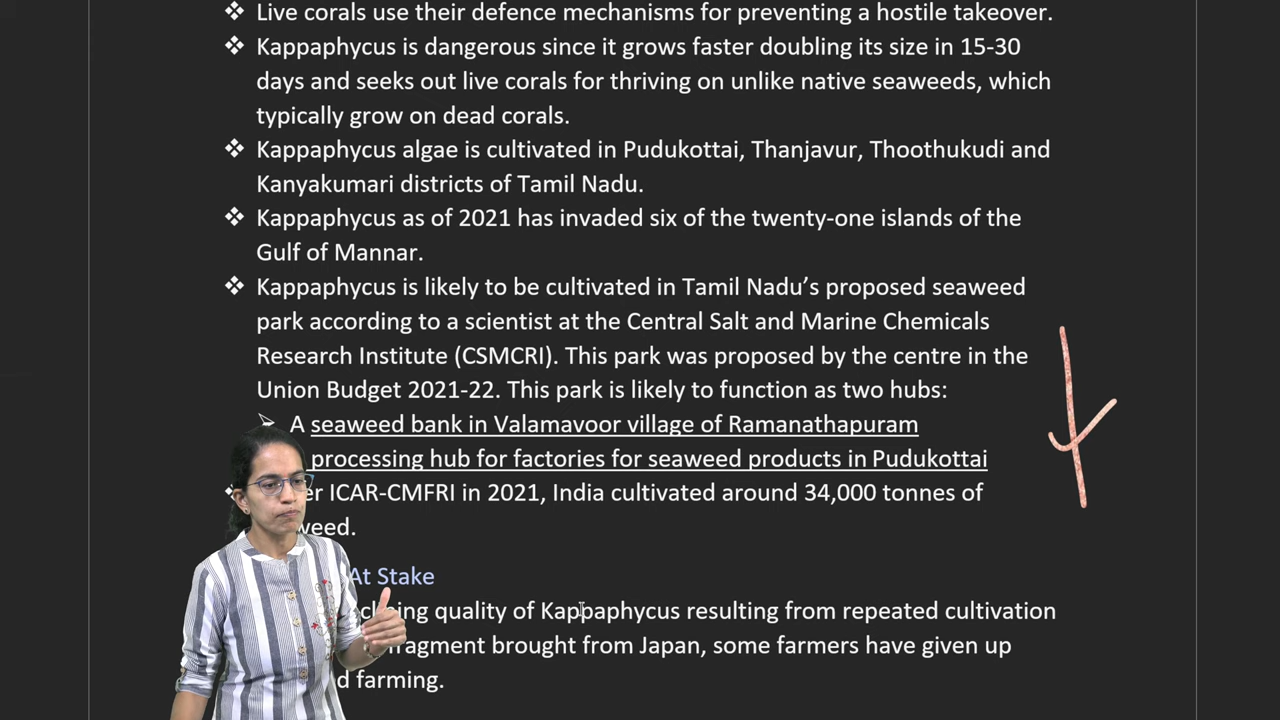 ❖ Live corals use their defence mechanisms for preventing a hostile takeover.
❖ Kappaphycus is dangerous since it grows faster doubling its size in 15-30
days and seeks out live corals for thriving on unlike native seaweeds, which
typically grow on dead corals.
❖ Kappaphycus algae is cultivated in Pudukottai, Thanjavur, Thoothukudi and
Kanyakumari districts of Tamil Nadu.
❖ Kappaphycus as of 2021 has invaded six of the twenty-one islands of the
Gulf of Mannar.
❖ Kappaphycus is likely to be cultivated in Tamil Nadu’s proposed seaweed
park according to a scientist at the Central Salt and Marine Chemicals
Research Institute (CSMCRI). This park was proposed by the centre in the
Union Budget 2021-22. This park is likely to function as two hubs:
➢ A seaweed bank in Valamavoor village of Ramanathapuram
processing hub for factories for seaweed products in Pudukottai
ICAR-CMFRI in 2021, India cultivated around 34,000 tonnes of
At Stake
quality of Kappaphycus resulting from repeated cultivation
fragment brought from Japan, some farmers have given up
farming.